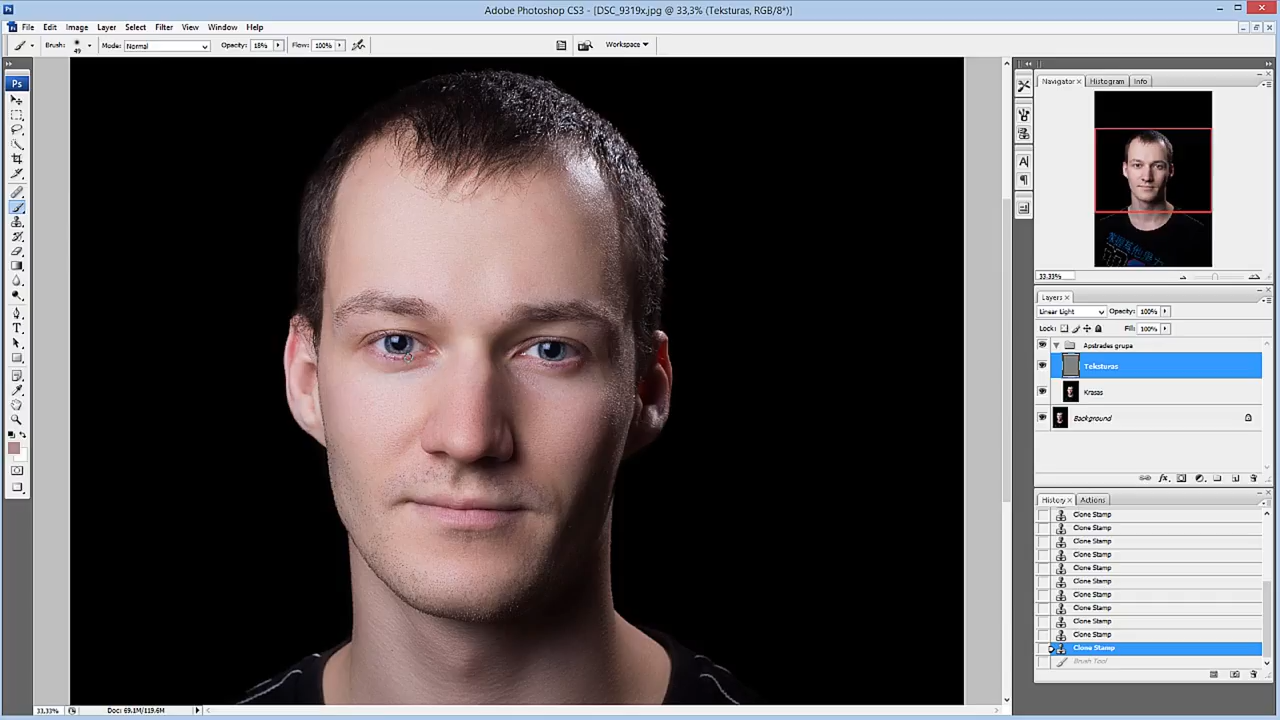 Adobe Photoshop CS3 - [DSC_9319x.jpg @ 33,3% (Teksturas, RGB/8*)]
File Edit Image Layer Select Filter View Window Help
Brush: 49 Mode: Normal Opacity: 18% Flow: 100% Workspace
Ps
Navigator Histogram Info
33.33%
Layers
Linear Light Opacity: 100%
Lock: Fill: 100%
Apstrades grupa
Teksturas
Krasas
Background
History Actions
Clone Stamp
Clone Stamp
Clone Stamp
Clone Stamp
Clone Stamp
Clone Stamp
Clone Stamp
Clone Stamp
Clone Stamp
Clone Stamp
Clone Stamp
Brush Tool
33,33% Doc: 69.1M/119.6M